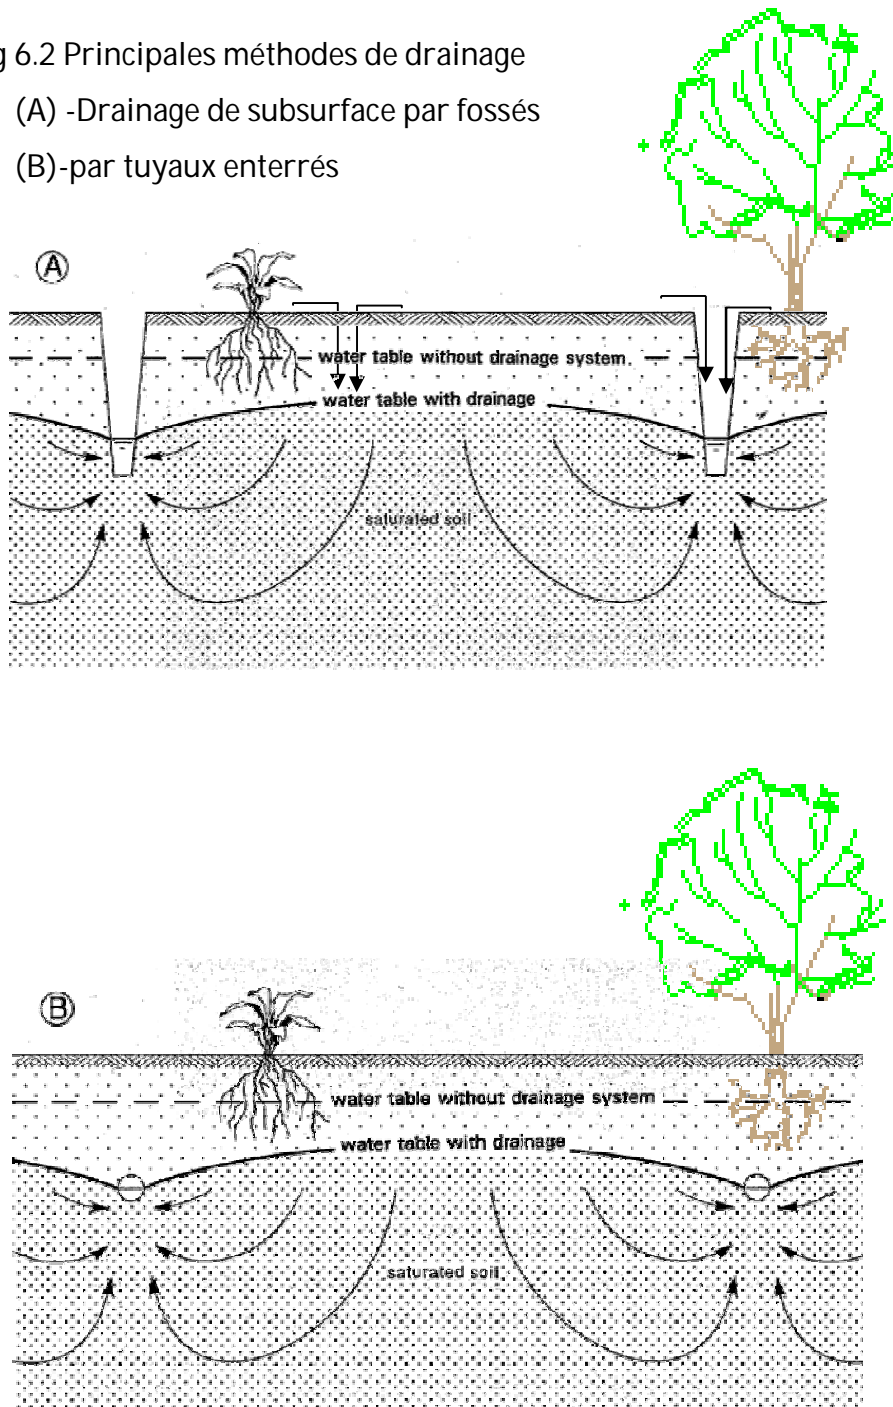 g 6.2 Principales méthodes de drainage
(A) -Drainage de subsurface par fossés
(B)-par tuyaux enterrés
A
water table without drainage system.
water table with drainage
saturated soil
B
water table without drainage system
water table with drainage
saturated soil